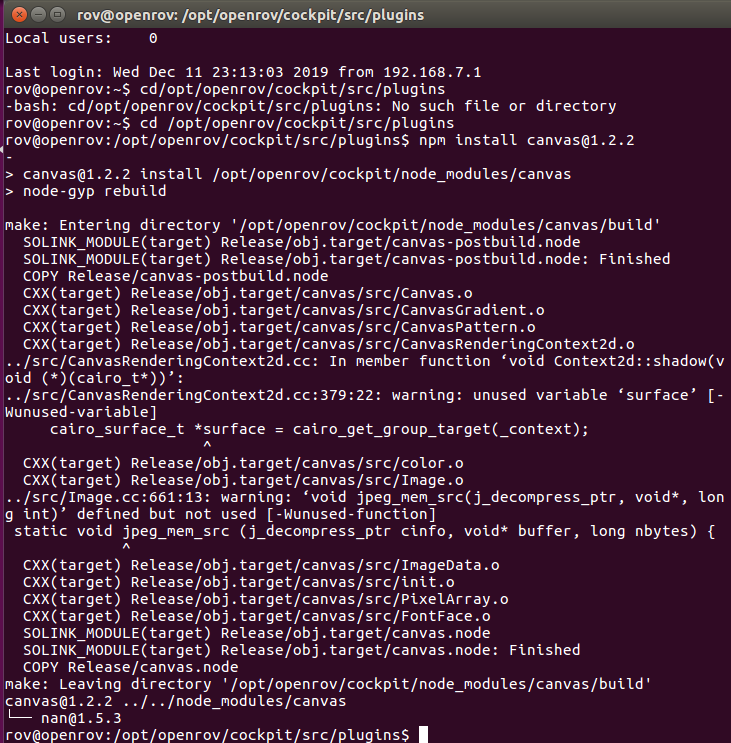 rov@openrov: /opt/openrov/cockpit/src/plugins
Local users:    0
Last login: Wed Dec 11 23:13:03 2019 from 192.168.7.1
rov@openrov:~$ cd/opt/openrov/cockpit/src/plugins
-bash: cd/opt/openrov/cockpit/src/plugins: No such file or directory
rov@openrov:~$ cd /opt/openrov/cockpit/src/plugins
rov@openrov:/opt/openrov/cockpit/src/plugins$ npm install canvas@1.2.2
-
> canvas@1.2.2 install /opt/openrov/cockpit/node_modules/canvas
> node-gyp rebuild
make: Entering directory '/opt/openrov/cockpit/node_modules/canvas/build'
  SOLINK_MODULE(target) Release/obj.target/canvas-postbuild.node
  SOLINK_MODULE(target) Release/obj.target/canvas-postbuild.node: Finished
  COPY Release/canvas-postbuild.node
  CXX(target) Release/obj.target/canvas/src/Canvas.o
  CXX(target) Release/obj.target/canvas/src/CanvasGradient.o
  CXX(target) Release/obj.target/canvas/src/CanvasPattern.o
  CXX(target) Release/obj.target/canvas/src/CanvasRenderingContext2d.o
../src/CanvasRenderingContext2d.cc: In member function ‘void Context2d::shadow(v
oid (*)(cairo_t*))’:
../src/CanvasRenderingContext2d.cc:379:22: warning: unused variable ‘surface’ [-
Wunused-variable]
     cairo_surface_t *surface = cairo_get_group_target(_context);
                      ^
  CXX(target) Release/obj.target/canvas/src/color.o
  CXX(target) Release/obj.target/canvas/src/Image.o
../src/Image.cc:661:13: warning: ‘void jpeg_mem_src(j_decompress_ptr, void*, lon
g int)’ defined but not used [-Wunused-function]
 static void jpeg_mem_src (j_decompress_ptr cinfo, void* buffer, long nbytes) {
             ^
  CXX(target) Release/obj.target/canvas/src/ImageData.o
  CXX(target) Release/obj.target/canvas/src/init.o
  CXX(target) Release/obj.target/canvas/src/PixelArray.o
  CXX(target) Release/obj.target/canvas/src/FontFace.o
  SOLINK_MODULE(target) Release/obj.target/canvas.node
  SOLINK_MODULE(target) Release/obj.target/canvas.node: Finished
  COPY Release/canvas.node
make: Leaving directory '/opt/openrov/cockpit/node_modules/canvas/build'
canvas@1.2.2 ../../node_modules/canvas
└── nan@1.5.3
rov@openrov:/opt/openrov/cockpit/src/plugins$